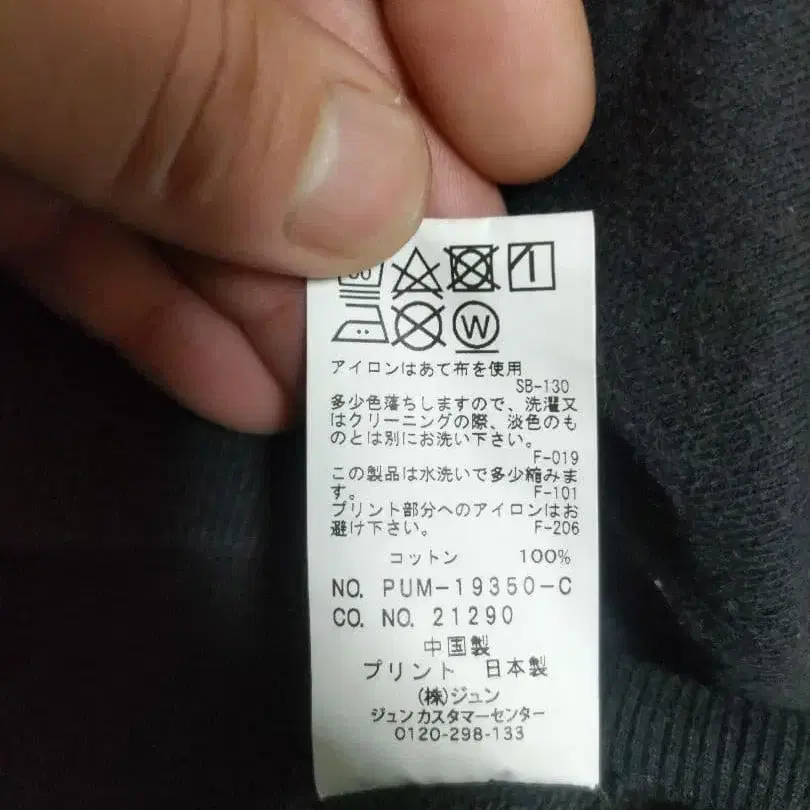 W
アイロンはあて布を使用
SB-130
多少色落ちしますので、洗濯又
はクリーニングの際、淡色のも
のとは別にお洗い下さい。
F-019
この製品は水洗いで多少縮みま
す。 F-101
プリント部分へのアイロンはお
避け下さい。 F-206
コットン 100%
NO. PUM-19350-C
CO. NO. 21290
中国製
プリント 日本製
(株)ジュン
ジュンカスタマーセンター
0120-298-133